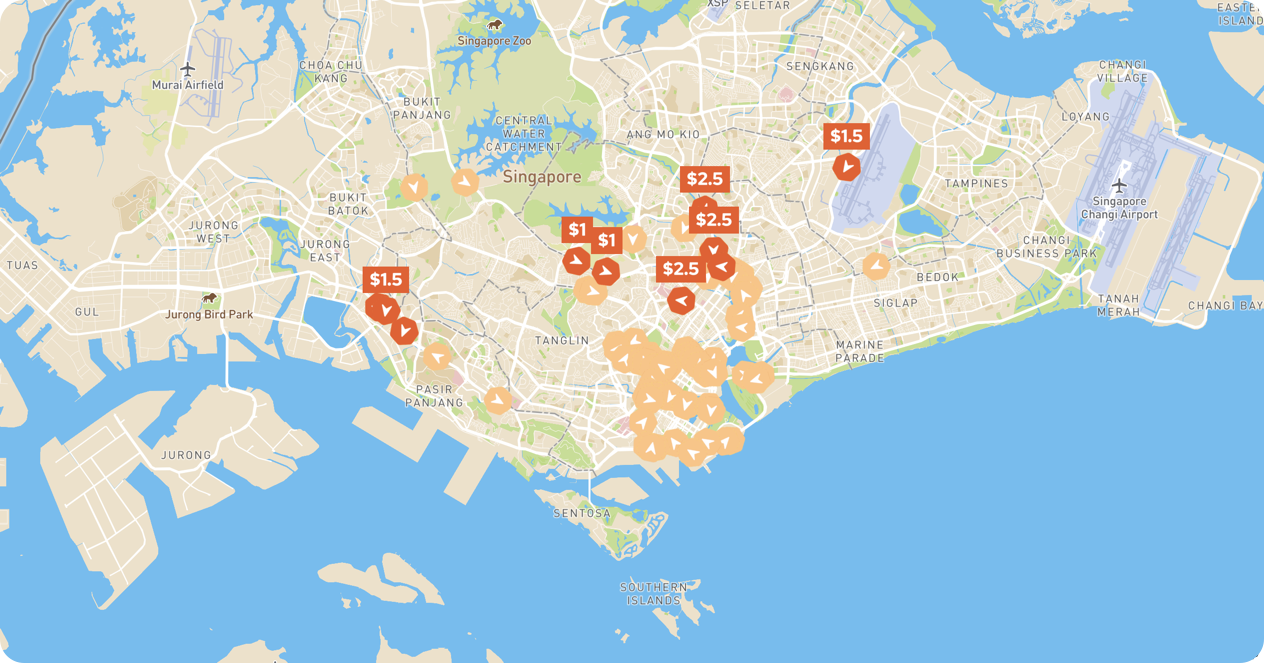 XSP
SELETAR
EASTE
ISLAND
Singapore Zoo
CHOA CHU
KANG
SENGKANG
CHANGI
VILLAGE
Murai Airfield
BUKIT
PANJANG
LOYANG
CENTRAL
WATER
CATCHMENT
ANG MO KIO
$1.5
Singapore
$2.5
TAMPINES
Singapore
Changi Airport
BUKIT
BATOK
JURONG
WEST
$1
$1
$2.5
JURONG
EAST
CHANGI
BUSINESS PARK
TUAS
$1.5
$2.5
BEDOK
GUL
Jurong Bird Park
SIGLAP
TANAH
MERAH
CHANGI BAY
TANGLIN
MARINE
PARADE
PASIR
PANJANG
JURONG
SENTOSA
SOUTHERN
ISLANDS